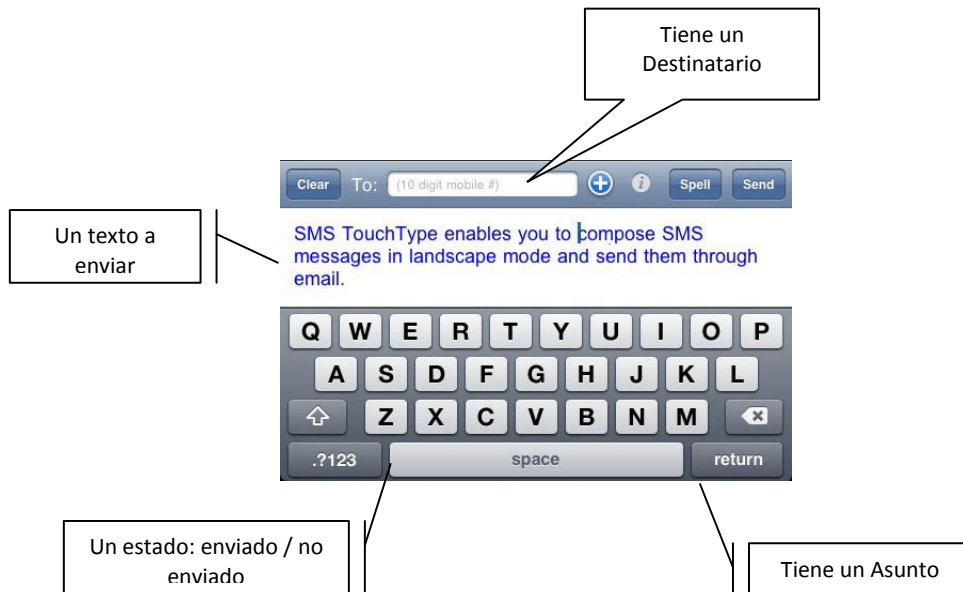 Tiene un
Destinatario
Clear To: (10 digit mobile #) Spell Send
Un texto a
enviar
SMS TouchType enables you to compose SMS
messages in landscape mode and send them through
email.
Q W E R T Y U I O P
A S D F G H J K L
Z X C V B N M
.?123 space return
Un estado: enviado / no
enviado
Tiene un Asunto